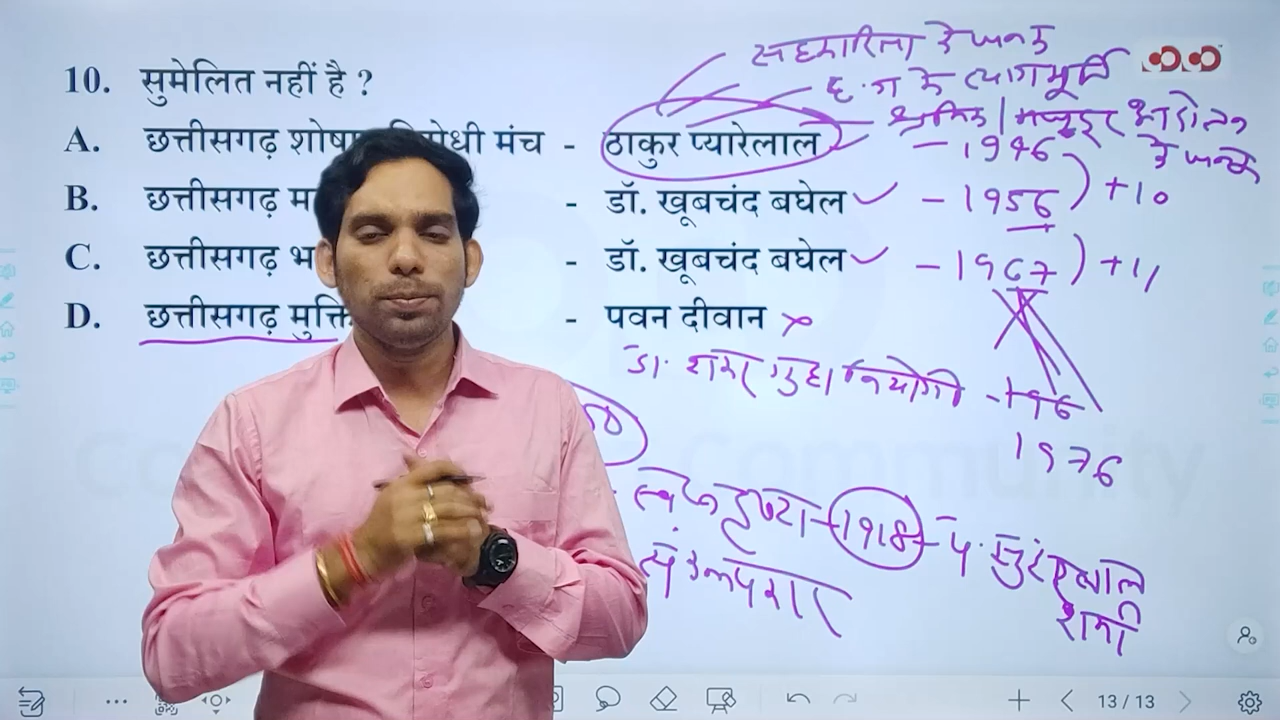 सहकारिता के जनक
10. सुमेलित नहीं है ?
छ.ग के त्यागमूर्ति
A. छत्तीसगढ़ शोषण विरोधी मंच - ठाकुर प्यारेलाल
श्रमिक / मजदूर आंदोलन के जनक
- 1946
B. छत्तीसगढ़ म - डॉ. खूबचंद बघेल - 1956 ) +10
C. छत्तीसगढ़ भ - डॉ. खूबचंद बघेल - 1967 ) +11
D. छत्तीसगढ़ मुक्ति - पवन दीवान
डा. शंकर गुहा नियोगी - 196
1976
1918 - पं. सुंदरलाल शर्मा
13 / 13